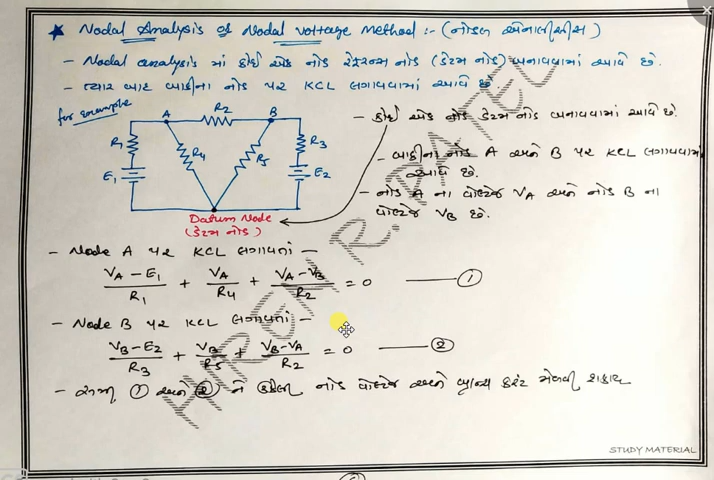 ★ Nodal Analysis of Nodal Voltage Method :- (નોડલ એનાલીસીસ)
- Nodal analysis માં કોઈ એક નોડ રેફરન્સ નોડ (ડેટમ નોડ) બનાવવામાં આવે છે.
- ત્યાર બાદ બાકીના નોડ પર KCL લગાવવામાં આવે છે
for example
A R2 B
R1 R4 R5 R3
E1 E2
Datum Node
(ડેટમ નોડ)
- કોઈ એક નોડ ડેટમ નોડ બનાવવામાં આવે છે.
- બાકીના નોડ A અને B પર KCL લગાવવામાં
આવે છે.
- નોડ A ના વોલ્ટેજ VA અને નોડ B ના
વોલ્ટેજ VB છે.
- Node A પર KCL લગાવતાં -
(VA - E1)/R1 + VA/R4 + (VA - VB)/R2 = 0 —— ①
- Node B પર KCL લગાવતાં -
(VB - E2)/R3 + VB/R5 + (VB - VA)/R2 = 0 —— ②
① અને ② ને નોડ વોલ્ટેજ અને કરંટ મેળવી શકાય
HIREN R. RATEL
STUDY MATERIAL